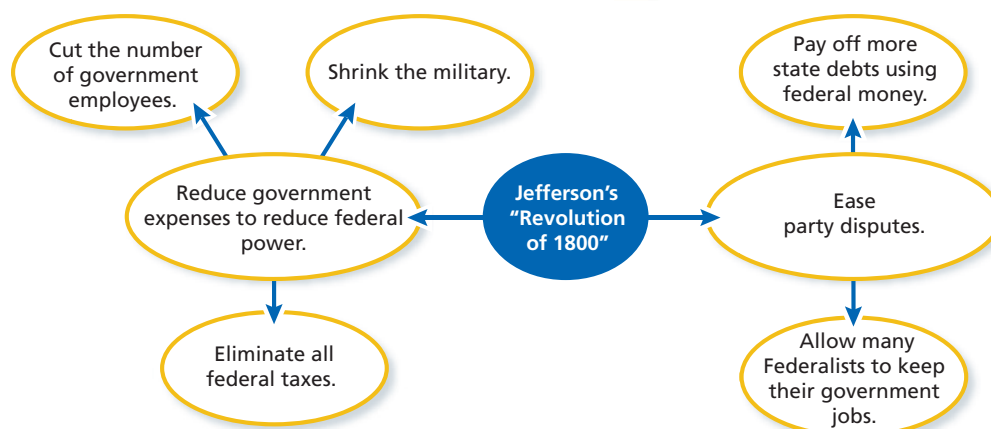 Cut the number
of government
employees.
Shrink the military.
Pay off more
state debts using
federal money.
Reduce government
expenses to reduce federal
power.
Jefferson's
"Revolution
of 1800"
Ease
party disputes.
Eliminate all
federal taxes.
Allow many
Federalists to keep
their government
jobs.